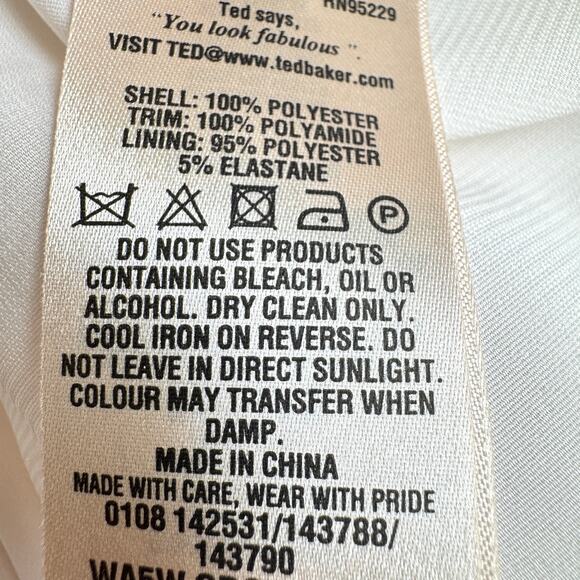 RN95229
Ted says,
"You look fabulous".
VISIT TED@www.tedbaker.com
SHELL: 100% POLYESTER
TRIM: 100% POLYAMIDE
LINING: 95% POLYESTER
5% ELASTANE
P
DO NOT USE PRODUCTS
CONTAINING BLEACH, OIL OR
ALCOHOL. DRY CLEAN ONLY.
COOL IRON ON REVERSE. DO
NOT LEAVE IN DIRECT SUNLIGHT.
COLOUR MAY TRANSFER WHEN
DAMP.
MADE IN CHINA
MADE WITH CARE, WEAR WITH PRIDE
0108 142531/143788/
143790